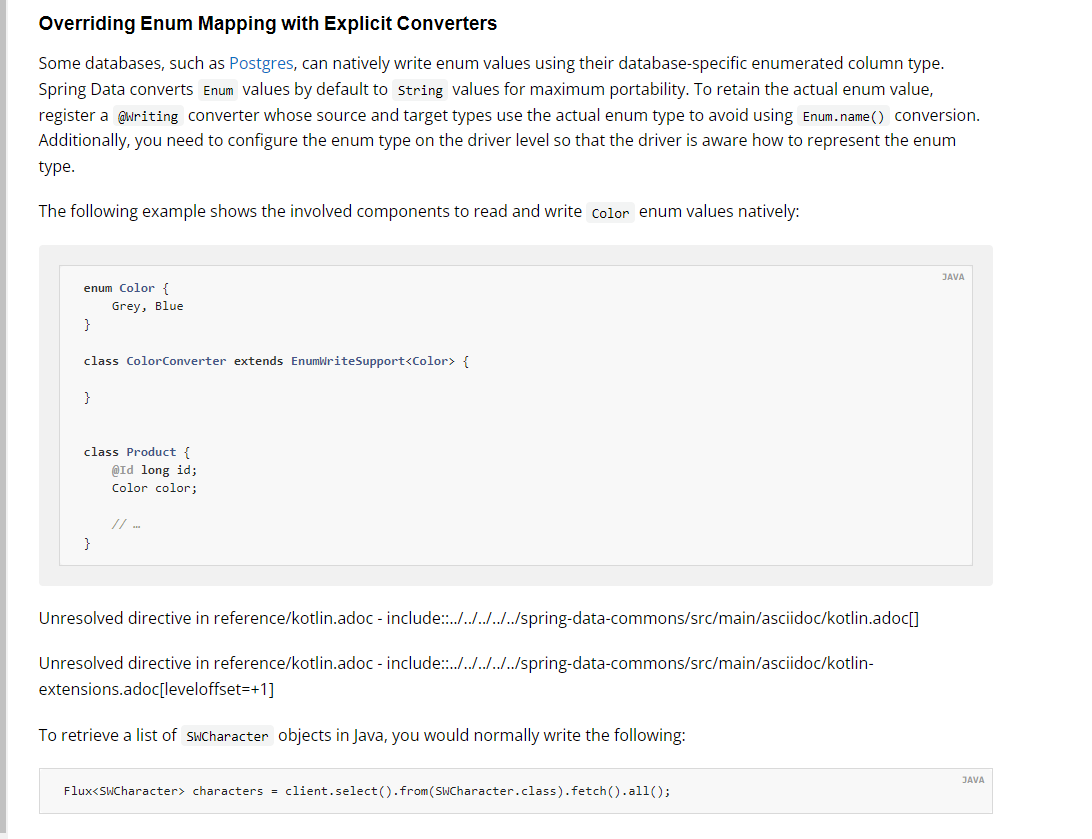 Overriding Enum Mapping with Explicit Converters
Some databases, such as Postgres, can natively write enum values using their database-specific enumerated column type.
Spring Data converts Enum values by default to String values for maximum portability. To retain the actual enum value,
register a @Writing converter whose source and target types use the actual enum type to avoid using Enum.name() conversion.
Additionally, you need to configure the enum type on the driver level so that the driver is aware how to represent the enum
type.
The following example shows the involved components to read and write Color enum values natively:
JAVA
enum Color {
    Grey, Blue
}
class ColorConverter extends EnumWriteSupport<Color> {
}
class Product {
    @Id long id;
    Color color;
    // …
}
Unresolved directive in reference/kotlin.adoc - include::../../../../../spring-data-commons/src/main/asciidoc/kotlin.adoc[]
Unresolved directive in reference/kotlin.adoc - include::../../../../../spring-data-commons/src/main/asciidoc/kotlin-
extensions.adoc[leveloffset=+1]
To retrieve a list of SWCharacter objects in Java, you would normally write the following:
JAVA
Flux<SWCharacter> characters = client.select().from(SWCharacter.class).fetch().all();